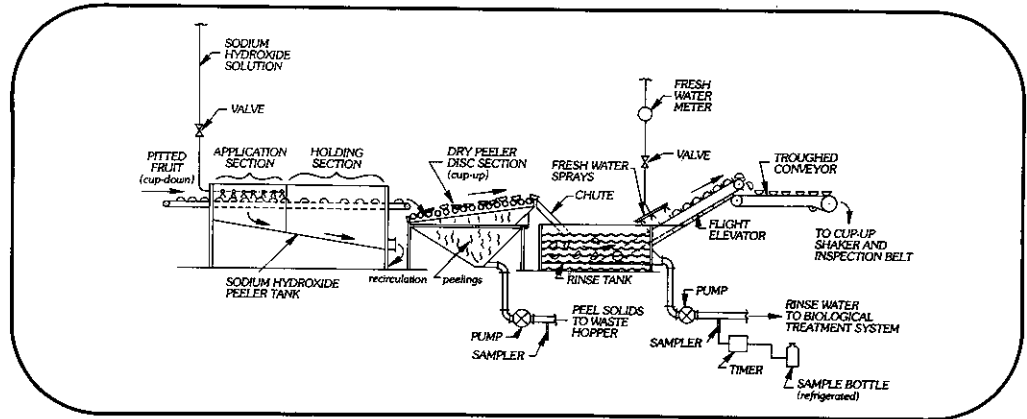 SODIUM
HYDROXIDE
SOLUTION
VALVE
PITTED
FRUIT
(cup-down)
APPLICATION
SECTION
HOLDING
SECTION
DRY PEELER
DISC SECTION
(cup-up)
FRESH
WATER
METER
VALVE
FRESH WATER
SPRAYS
TROUGHED
CONVEYOR
CHUTE
FLIGHT
ELEVATOR
TO CUP-UP
SHAKER AND
INSPECTION BELT
SODIUM HYDROXIDE
PEELER TANK
recirculation
peelings
RINSE TANK
PUMP
PEEL SOLIDS
TO WASTE
HOPPER
SAMPLER
PUMP
RINSE WATER
TO BIOLOGICAL
TREATMENT SYSTEM
SAMPLER
TIMER
SAMPLE BOTTLE
(refrigerated)